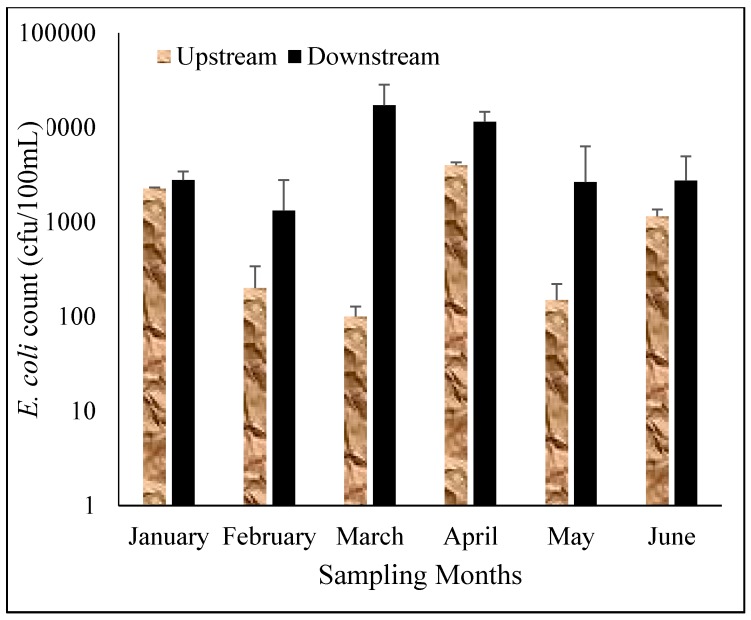 100000
Upstream Downstream
0000
1000
100
10
1
E. coli count (cfu/100mL)
January February March April May June
Sampling Months